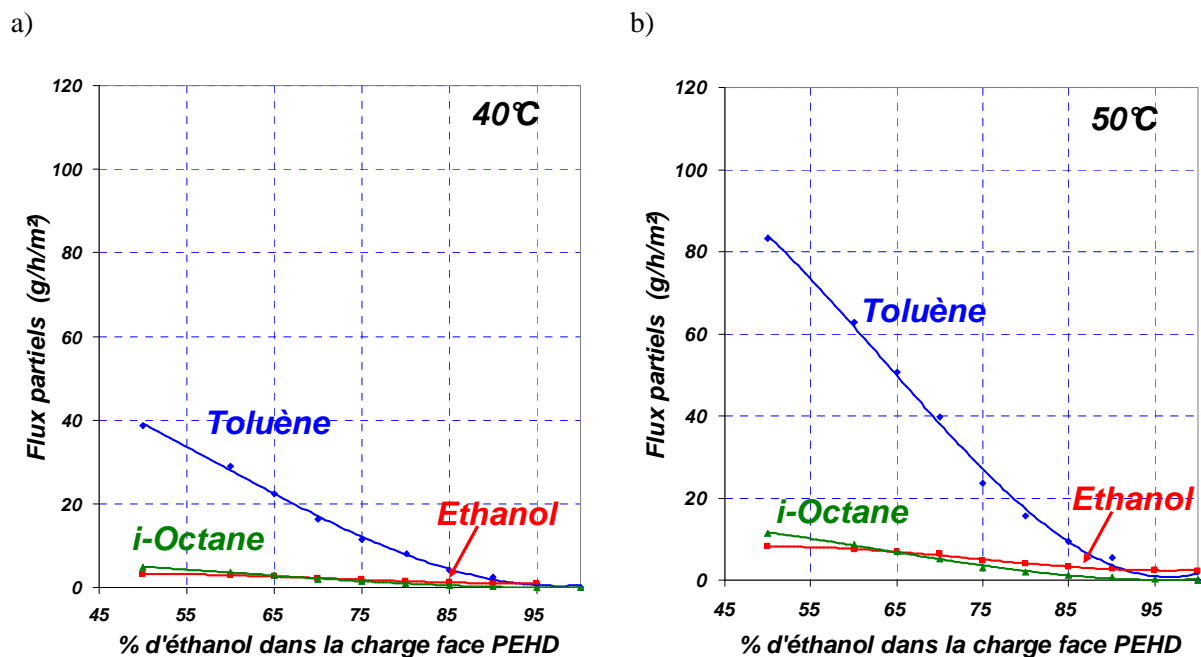 a)
120
100
80
60
40
20
0
45 55 65 75 85 95
40°C
Toluène
i-Octane
Ethanol
Flux partiels (g/h/m²)
% d'éthanol dans la charge face PEHD
b)
120
100
80
60
40
20
0
45 55 65 75 85 95
50°C
Toluène
i-Octane
Ethanol
Flux partiels (g/h/m²)
% d'éthanol dans la charge face PEHD